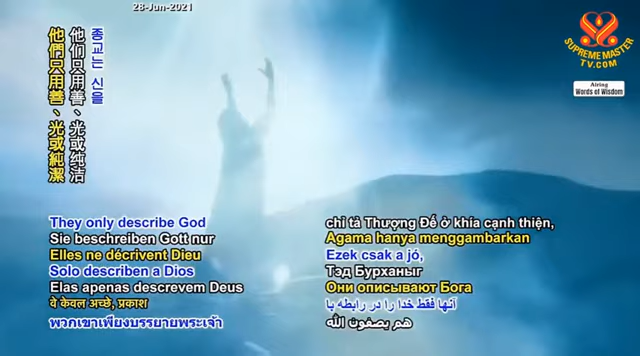 28-Jun-2021
SUPREME MASTER
TV.COM
Airing
Words of Wisdom
종교는 신을
他们只用善、光或纯洁
他們只用善、光或純潔
They only describe God
Sie beschreiben Gott nur
Elles ne décrivent Dieu
Solo describen a Dios
Elas apenas descrevem Deus
वे केवल अच्छे, प्रकाश
พวกเขาเพียงบรรยายพระเจ้า
chỉ tả Thượng Đế ở khía cạnh thiện,
Agama hanya menggambarkan
Ezek csak a jó,
Тэд Бурханыг
Они описывают Бога
آنها فقط خدا را در رابطه با
هم يصفون الله